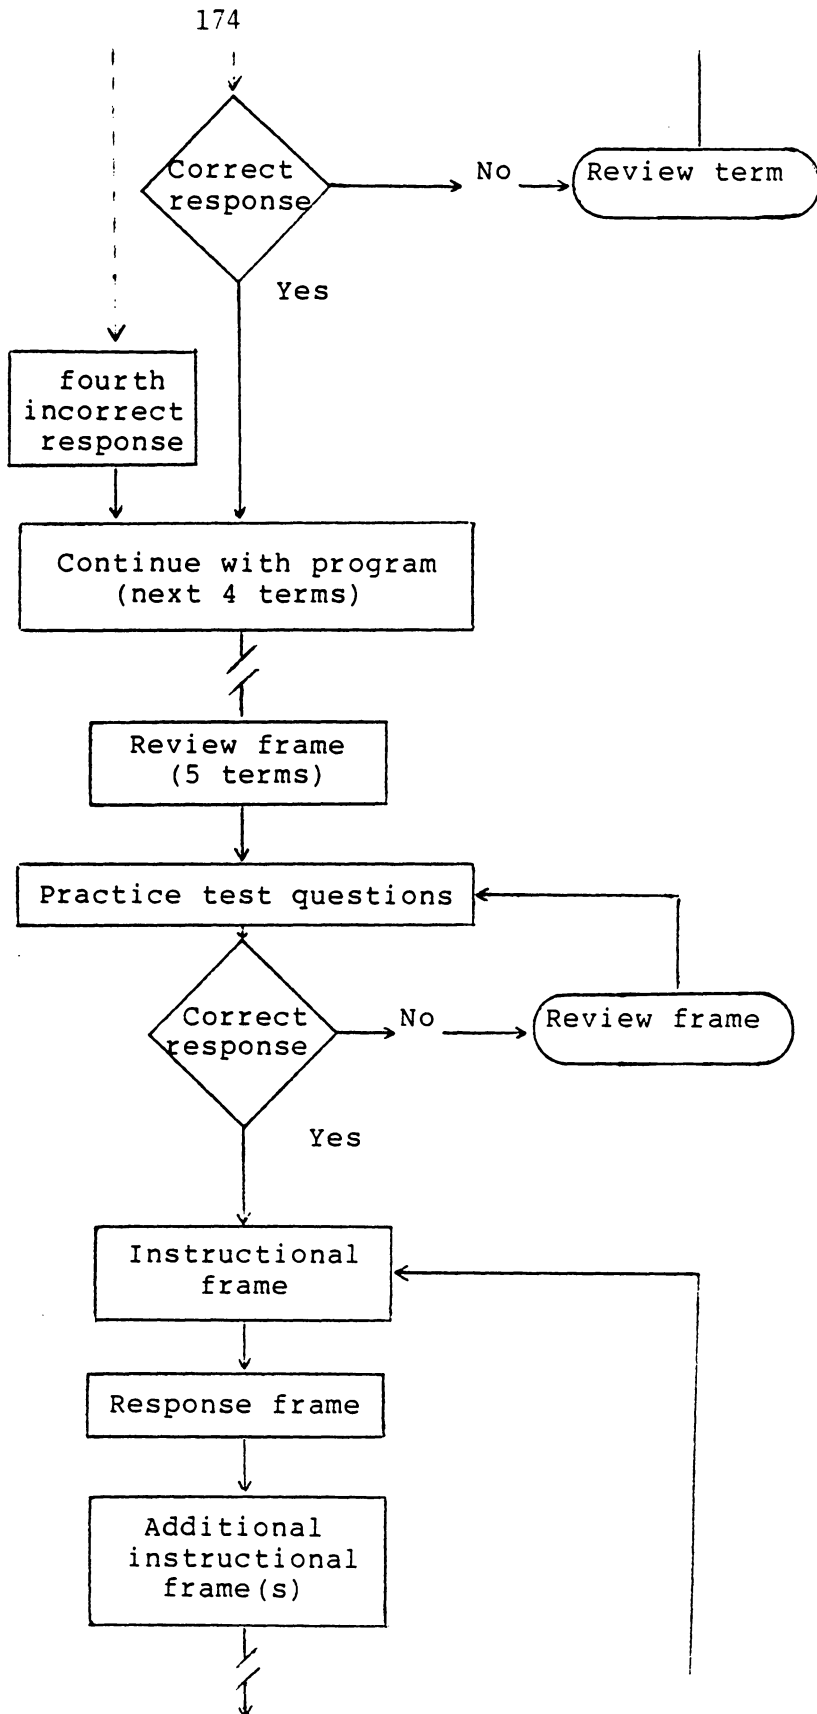 174
Correct
response
No
Review term
Yes
fourth
incorrect
response
Continue with program
(next 4 terms)
Review frame
(5 terms)
Practice test questions
Correct
response
No
Review frame
Yes
Instructional
frame
Response frame
Additional
instructional
frame(s)